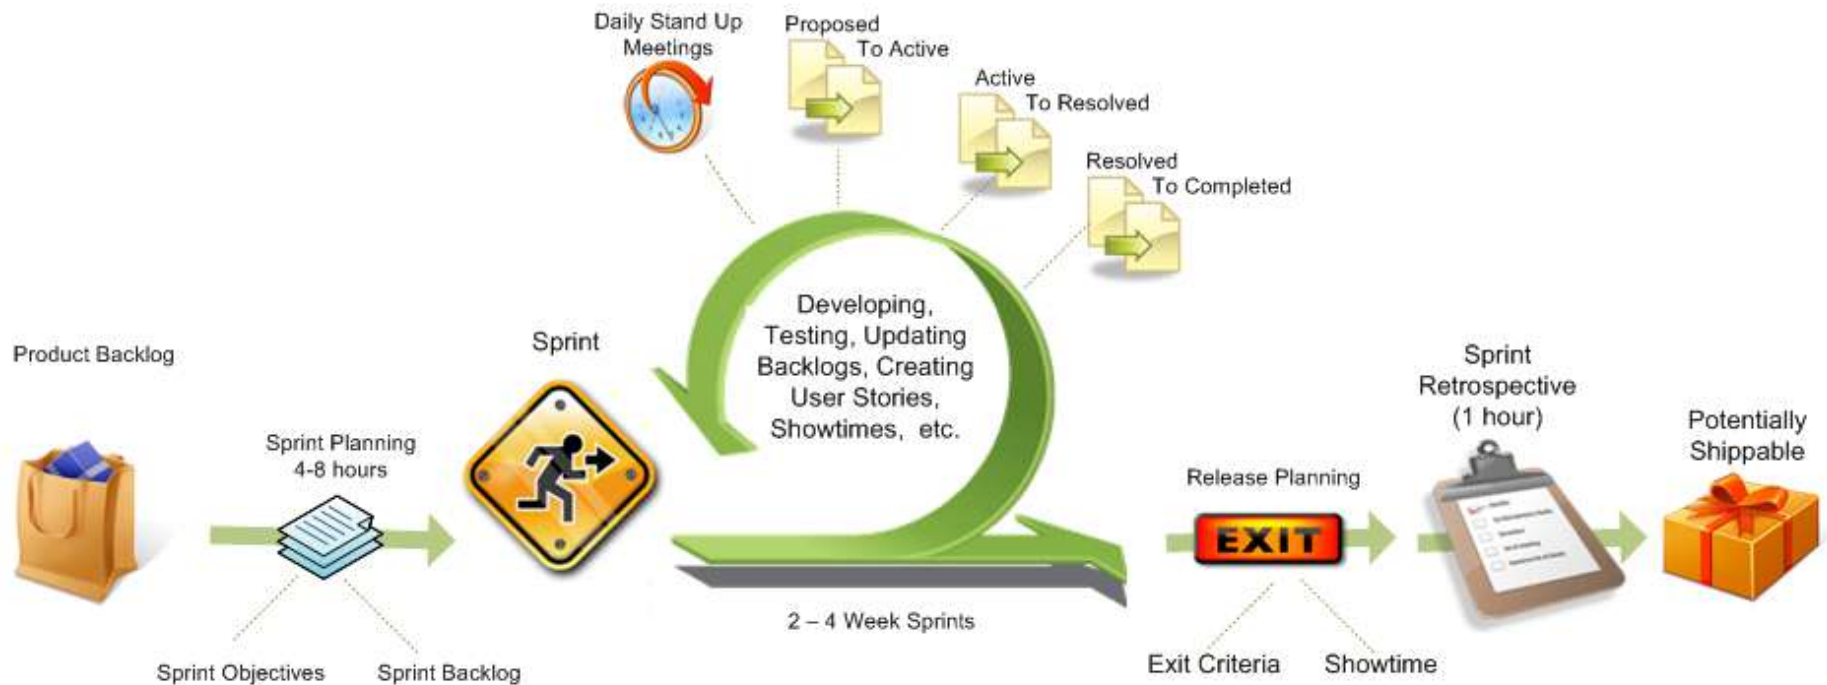 Daily Stand Up
Meetings
Proposed
To Active
Active
To Resolved
Resolved
To Completed
Developing,
Testing, Updating
Backlogs, Creating
User Stories,
Showtimes, etc.
Product Backlog
Sprint Planning
4-8 hours
Sprint Objectives
Sprint Backlog
Sprint
2 – 4 Week Sprints
Release Planning
EXIT
Exit Criteria
Showtime
Sprint
Retrospective
(1 hour)
Potentially
Shippable